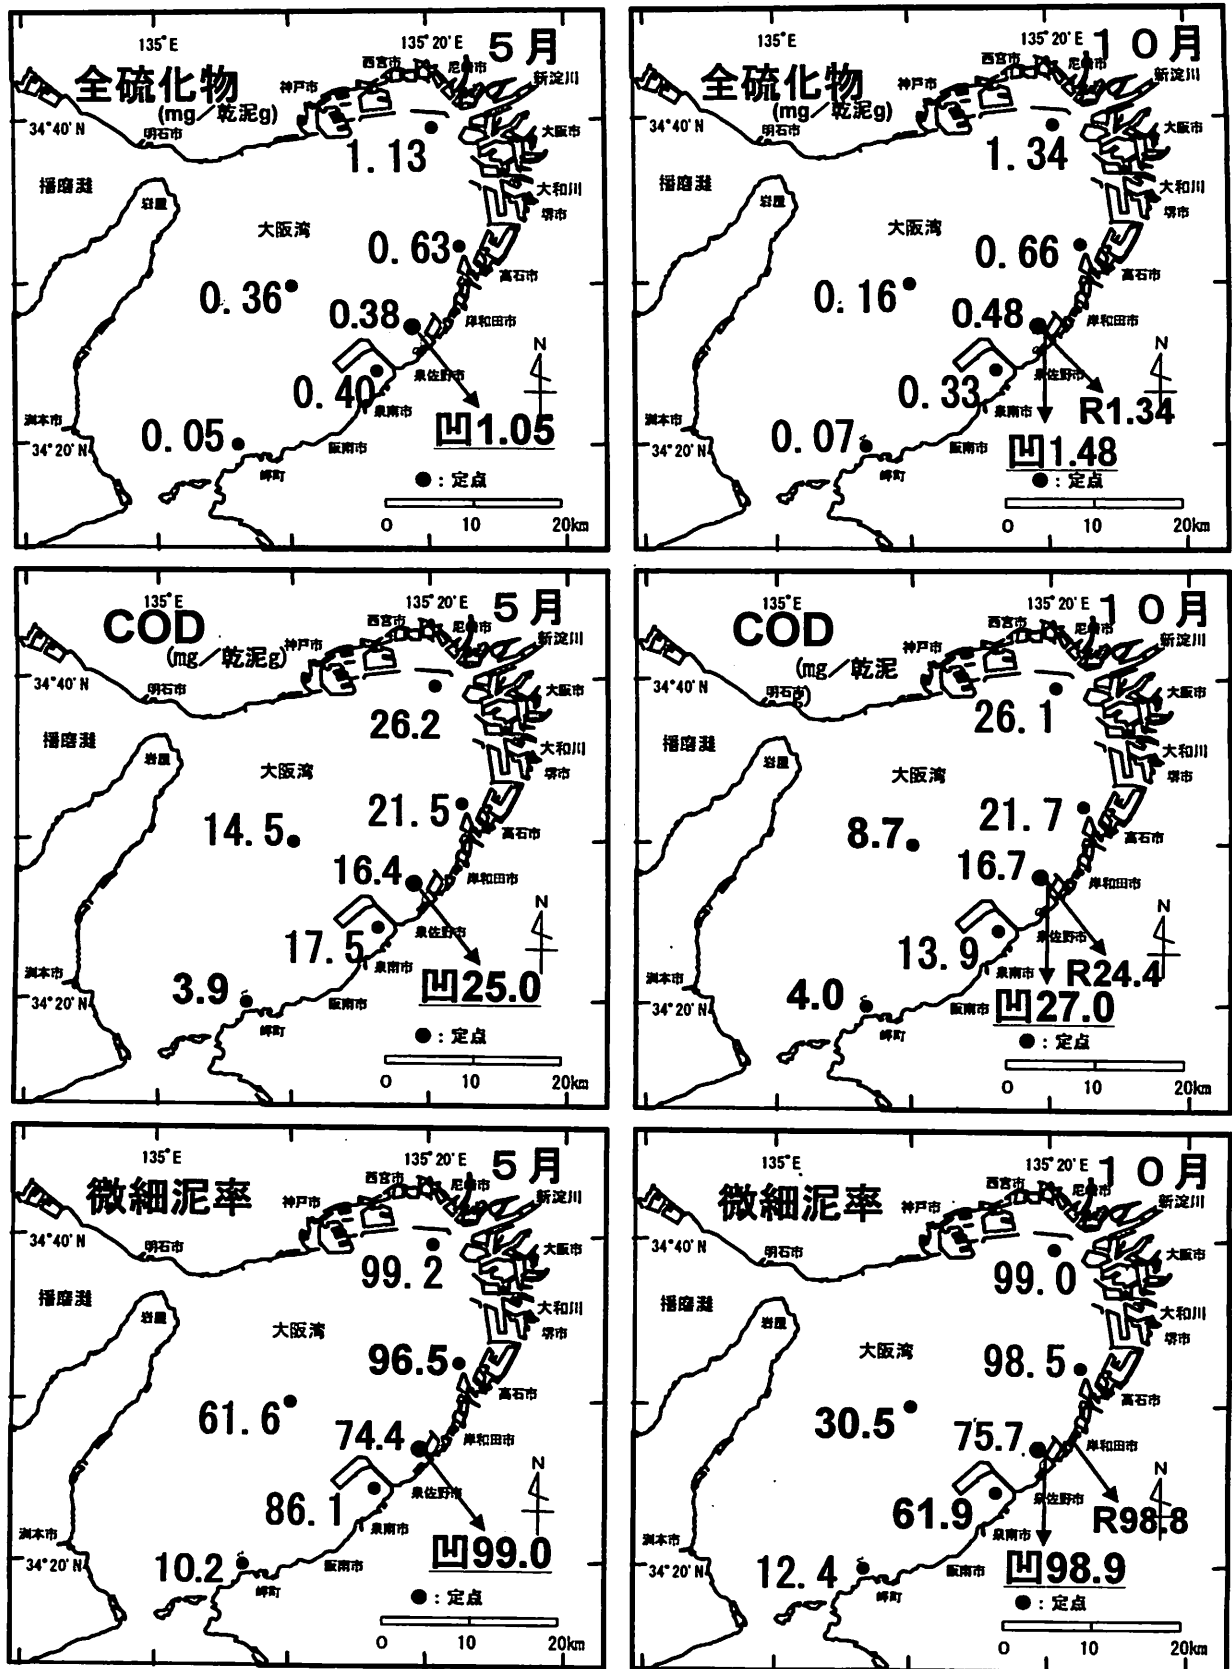 135°E
135°20'E
5月
全硫化物
(mg/乾泥g)
西宮市
尼崎市
新淀川
神戸市
34°40'N
明石市
大阪市
1.13
播磨灘
岩屋
大和川
堺市
大阪湾
0.63
高石市
0.36
0.38
岸和田市
N
泉佐野市
0.40
泉南市
洲本市
0.05
凹1.05
34°20'N
阪南市
岬町
●:定点
0 10 20km
135°E
135°20'E
10月
全硫化物
(mg/乾泥g)
西宮市
尼崎市
新淀川
神戸市
34°40'N
明石市
大阪市
1.34
播磨灘
岩屋
大和川
堺市
大阪湾
0.66
高石市
0.16
0.48
岸和田市
N
泉佐野市
0.33
泉南市
R1.34
洲本市
0.07
34°20'N
阪南市
凹1.48
岬町
●:定点
0 10 20km
135°E
135°20'E
5月
COD
(mg/乾泥g)
西宮市
尼崎市
新淀川
神戸市
34°40'N
明石市
大阪市
26.2
播磨灘
岩屋
大和川
堺市
大阪湾
21.5
高石市
14.5
16.4
岸和田市
N
泉佐野市
17.5
泉南市
洲本市
3.9
凹25.0
34°20'N
阪南市
岬町
●:定点
0 10 20km
135°E
135°20'E
10月
COD
(mg/乾泥
g)
西宮市
尼崎市
新淀川
神戸市
34°40'N
明石市
大阪市
26.1
播磨灘
岩屋
大和川
堺市
大阪湾
21.7
高石市
8.7
16.7
岸和田市
N
泉佐野市
13.9
泉南市
R24.4
洲本市
4.0
34°20'N
阪南市
凹27.0
岬町
●:定点
0 10 20km
135°E
135°20'E
5月
微細泥率
西宮市
尼崎市
新淀川
神戸市
34°40'N
明石市
大阪市
99.2
播磨灘
岩屋
大和川
堺市
大阪湾
96.5
高石市
61.6
74.4
岸和田市
N
泉佐野市
86.1
泉南市
洲本市
10.2
凹99.0
34°20'N
阪南市
岬町
●:定点
0 10 20km
135°E
135°20'E
10月
微細泥率
西宮市
尼崎市
新淀川
神戸市
34°40'N
明石市
大阪市
99.0
播磨灘
岩屋
大和川
堺市
大阪湾
98.5
高石市
30.5
75.7
岸和田市
N
泉佐野市
61.9
泉南市
R98.8
洲本市
12.4
34°20'N
阪南市
凹98.9
岬町
●:定点
0 10 20km